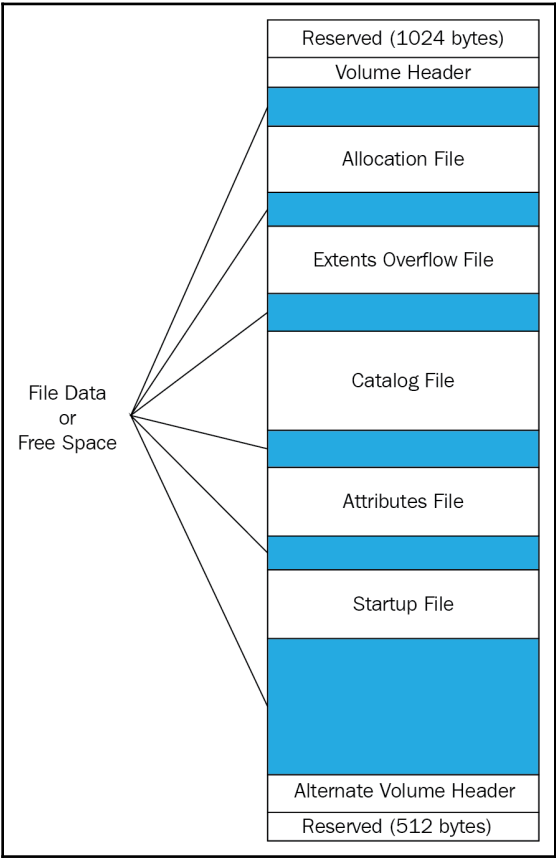 Reserved (1024 bytes)
Volume Header
Allocation File
Extents Overflow File
Catalog File
Attributes File
Startup File
Alternate Volume Header
Reserved (512 bytes)
File Data
or
Free Space